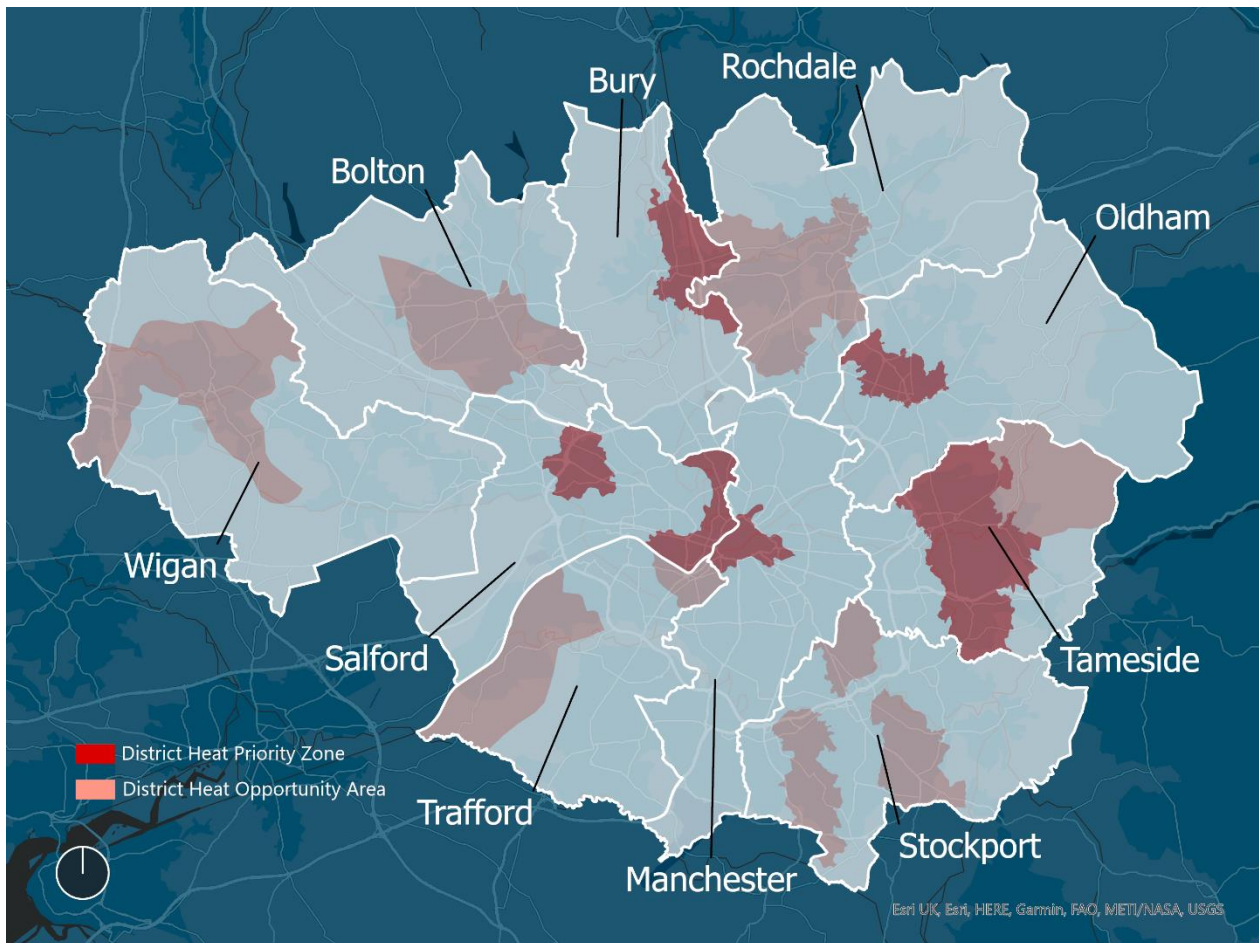 Rochdale
Bury
Bolton
Oldham
Wigan
Salford
Tameside
District Heat Priority Zone
District Heat Opportunity Area
Trafford
Stockport
Manchester
Esri UK, Esri, HERE, Garmin, FAO, METI/NASA, USGS